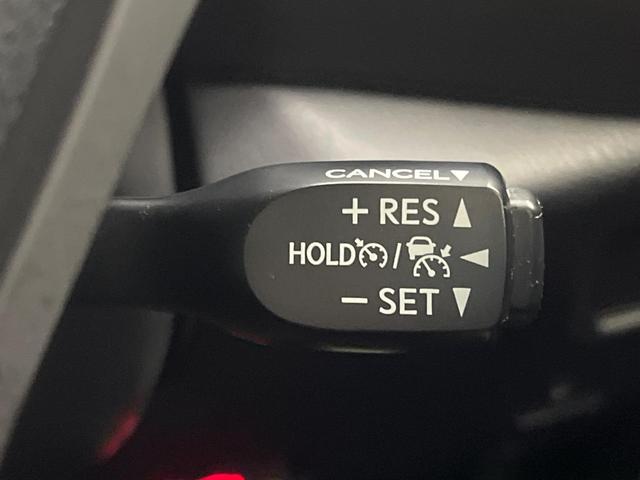 CANCEL▼
+ RES ▲
HOLD / ◀
− SET ▼